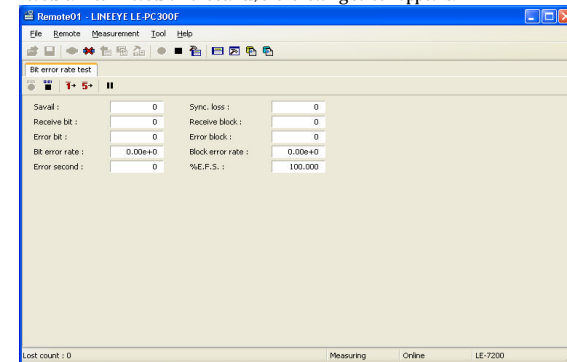 Remote01 - LINEEYE LE-PC300F
File Remote Measurement Tool Help
Bit error rate test
1+ 5+
Savail : 0 Sync. loss : 0
Receive bit : 0 Receive block : 0
Error bit : 0 Error block : 0
Bit error rate : 0.00e+0 Block error rate : 0.00e+0
Error second : 0 %E.F.S. : 100.000
Lost count : 0 Measuring Online LE-7200